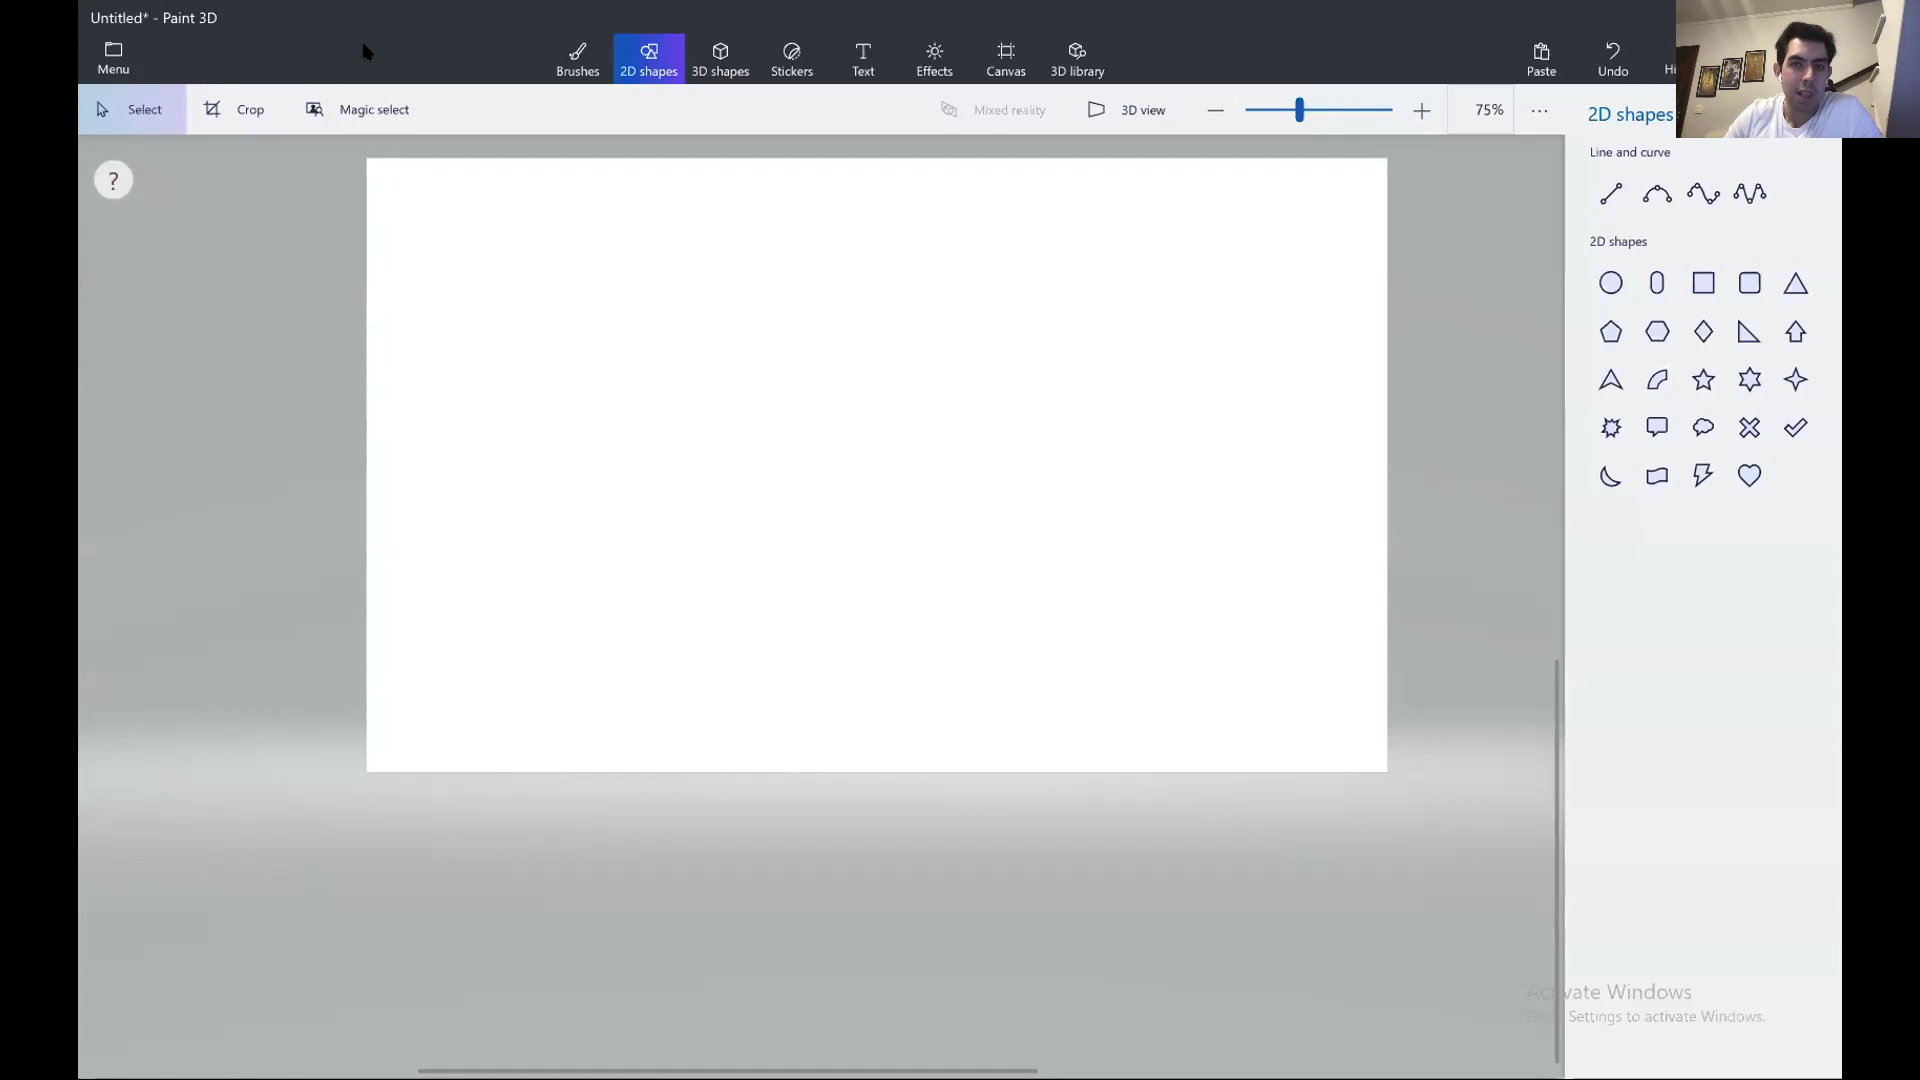 Untitled* - Paint 3D
Menu
Brushes
2D shapes
3D shapes
Stickers
Text
Effects
Canvas
3D library
Paste
Undo
Select
Crop
Magic select
Mixed reality
3D view
75%
2D shapes
Line and curve
2D shapes
?
Activate Windows
Settings to activate Windows.